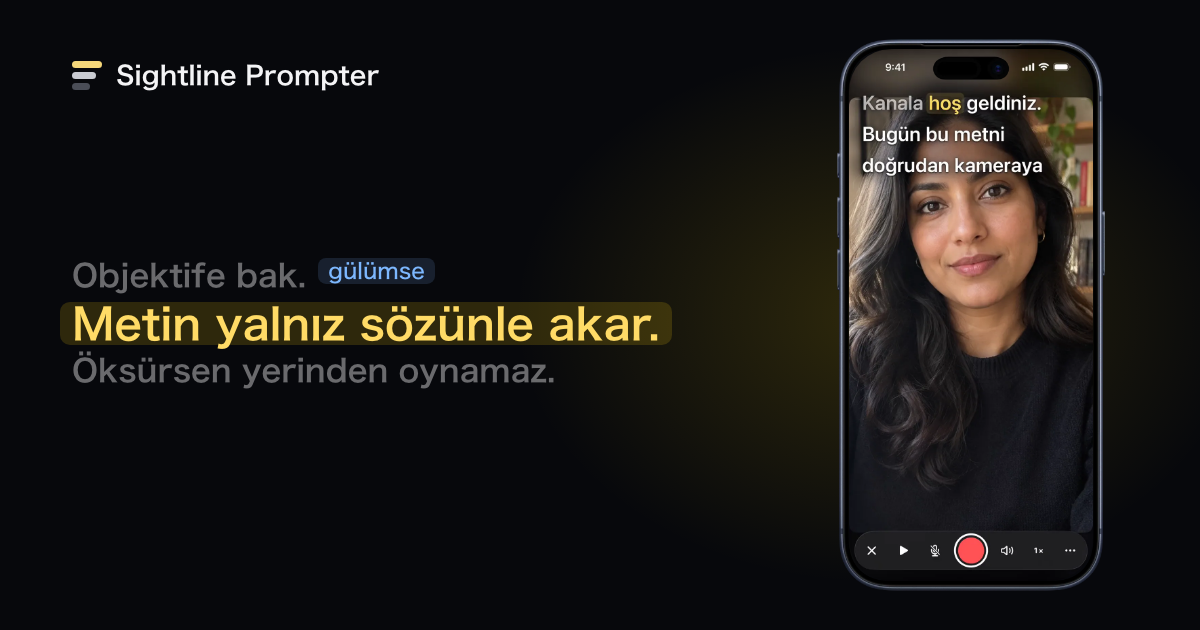 Sightline Prompter
Objektife bak. gülümse
Metin yalnız sözünle akar.
Öksürsen yerinden oynamaz.
9:41
Kanala hoş geldiniz.
Bugün bu metni
doğrudan kameraya
1×